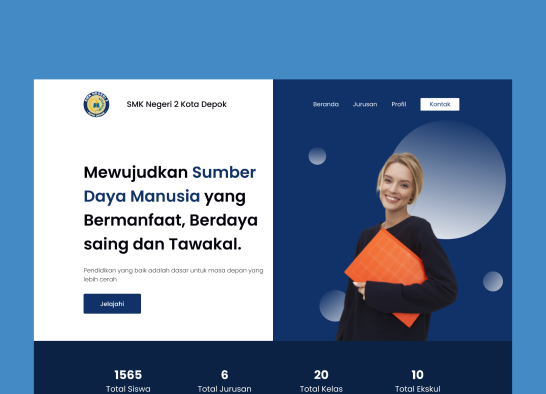 SMK Negeri 2 Kota Depok
Beranda Jurusan Profil Kontak
Mewujudkan Sumber
Daya Manusia yang
Bermanfaat, Berdaya
saing dan Tawakal.
Pendidikan yang baik adalah dasar untuk masa depan yang
lebih cerah
Jelajahi
1565 6 20 10
Total Siswa Total Jurusan Total Kelas Total Ekskul